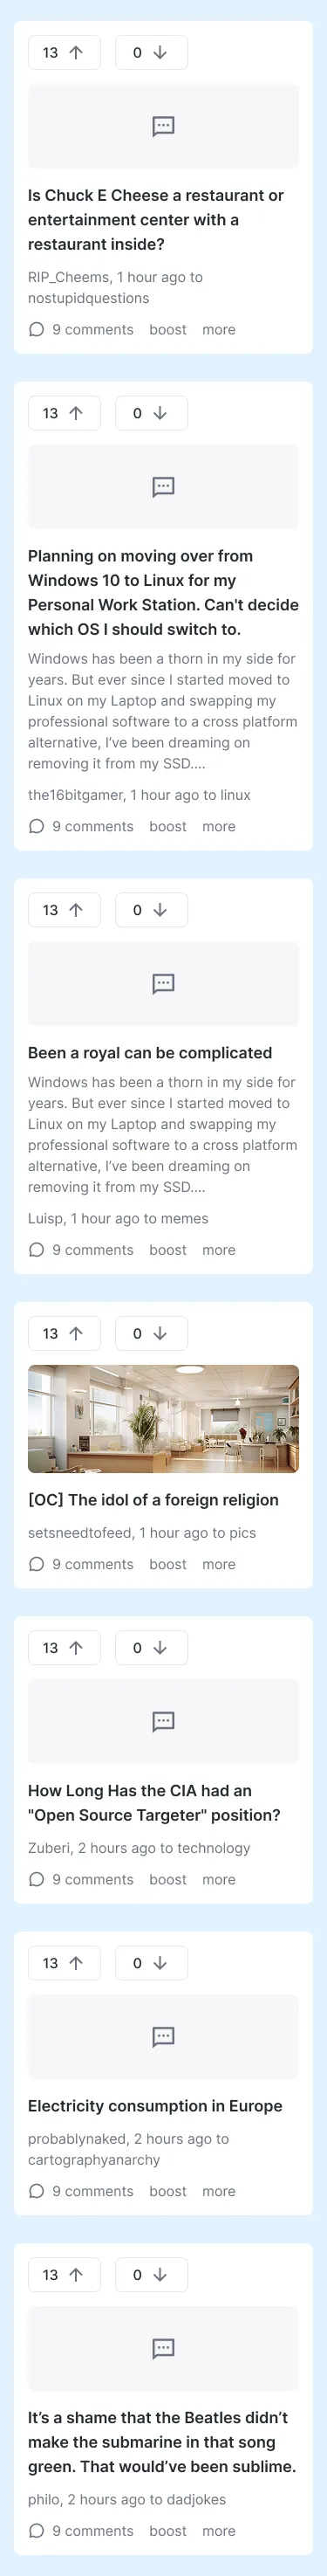 13 0
Is Chuck E Cheese a restaurant or
entertainment center with a
restaurant inside?
RIP_Cheems, 1 hour ago to
nostupidquestions
9 comments boost more
13 0
Planning on moving over from
Windows 10 to Linux for my
Personal Work Station. Can't decide
which OS I should switch to.
Windows has been a thorn in my side for
years. But ever since I started moved to
Linux on my Laptop and swapping my
professional software to a cross platform
alternative, I’ve been dreaming on
removing it from my SSD....
the16bitgamer, 1 hour ago to linux
9 comments boost more
13 0
Been a royal can be complicated
Windows has been a thorn in my side for
years. But ever since I started moved to
Linux on my Laptop and swapping my
professional software to a cross platform
alternative, I’ve been dreaming on
removing it from my SSD....
Luisp, 1 hour ago to memes
9 comments boost more
13 0
[OC] The idol of a foreign religion
setsneedtofeed, 1 hour ago to pics
9 comments boost more
13 0
How Long Has the CIA had an
"Open Source Targeter" position?
Zuberi, 2 hours ago to technology
9 comments boost more
13 0
Electricity consumption in Europe
probablynaked, 2 hours ago to
cartographyanarchy
9 comments boost more
13 0
It’s a shame that the Beatles didn’t
make the submarine in that song
green. That would’ve been sublime.
philo, 2 hours ago to dadjokes
9 comments boost more